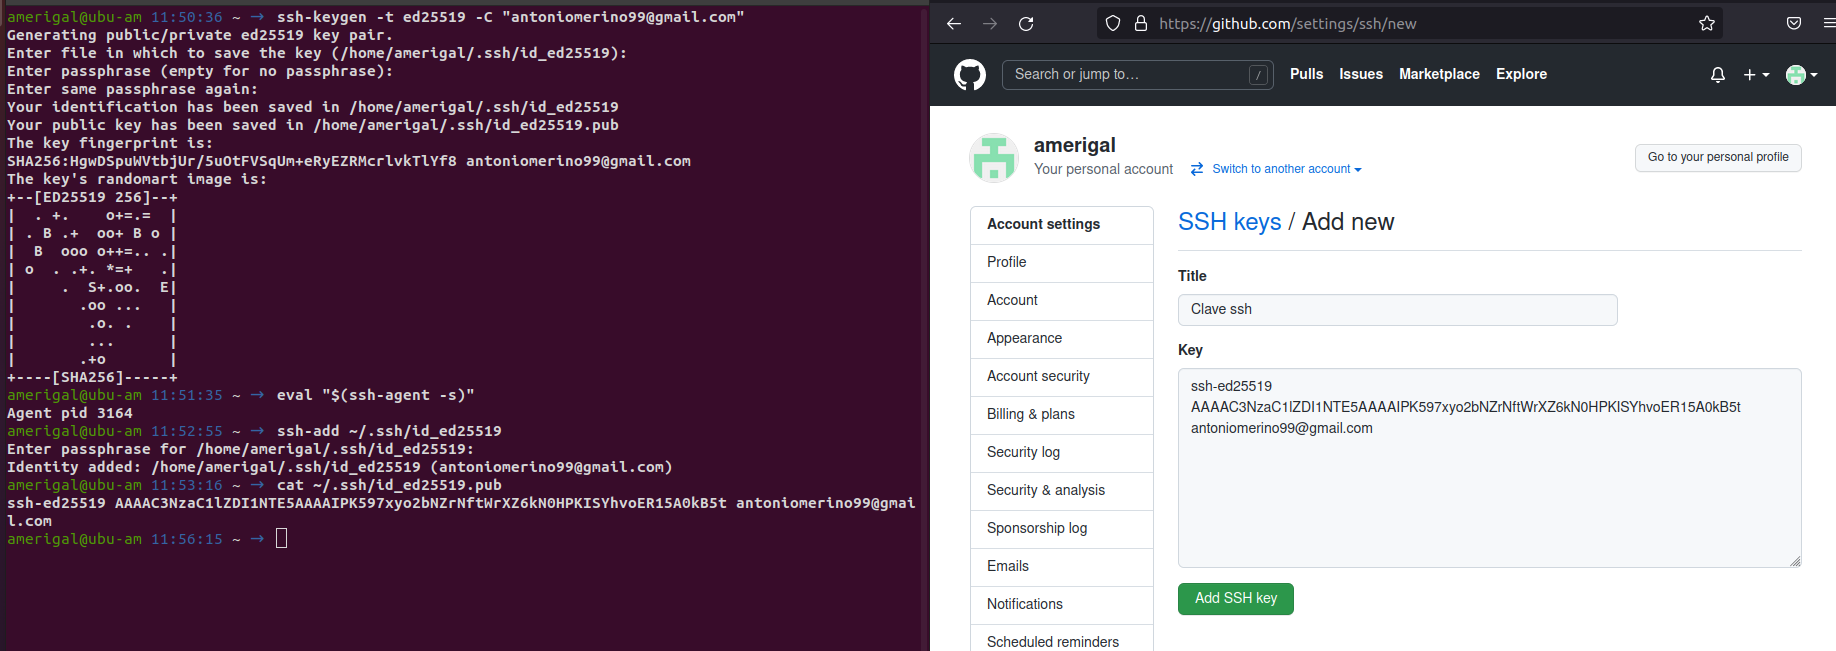 amerigal@ubu-am 11:50:36 ~ → ssh-keygen -t ed25519 -C "antoniomerino99@gmail.com"
Generating public/private ed25519 key pair.
Enter file in which to save the key (/home/amerigal/.ssh/id_ed25519):
Enter passphrase (empty for no passphrase):
Enter same passphrase again:
Your identification has been saved in /home/amerigal/.ssh/id_ed25519
Your public key has been saved in /home/amerigal/.ssh/id_ed25519.pub
The key fingerprint is:
SHA256:HgwDSpuWVtbjUr/5uOtFVSqUm+eRyEZRMcrlvkTlYf8 antoniomerino99@gmail.com
The key's randomart image is:
+--[ED25519 256]--+
|  . +.    o+=.=  |
| . B .+  oo+ B o |
|  B  ooo o++=.. .|
| o  . .+. *=+   .|
|     .  S+.oo.  E|
|       .oo ...   |
|        .o. .    |
|        ...      |
|       .+o       |
+----[SHA256]-----+
amerigal@ubu-am 11:51:35 ~ → eval "$(ssh-agent -s)"
Agent pid 3164
amerigal@ubu-am 11:52:55 ~ → ssh-add ~/.ssh/id_ed25519
Enter passphrase for /home/amerigal/.ssh/id_ed25519:
Identity added: /home/amerigal/.ssh/id_ed25519 (antoniomerino99@gmail.com)
amerigal@ubu-am 11:53:16 ~ → cat ~/.ssh/id_ed25519.pub
ssh-ed25519 AAAAC3NzaC1lZDI1NTE5AAAAIPK597xyo2bNZrNftWrXZ6kN0HPKISYhvoER15A0kB5t antoniomerino99@gmai
l.com
amerigal@ubu-am 11:56:15 ~ →
https://github.com/settings/ssh/new
Search or jump to… /
Pulls Issues Marketplace Explore
amerigal
Your personal account Switch to another account
Go to your personal profile
Account settings
Profile
Account
Appearance
Account security
Billing & plans
Security log
Security & analysis
Sponsorship log
Emails
Notifications
Scheduled reminders
SSH keys / Add new
Title
Clave ssh
Key
ssh-ed25519
AAAAC3NzaC1lZDI1NTE5AAAAIPK597xyo2bNZrNftWrXZ6kN0HPKISYhvoER15A0kB5t
antoniomerino99@gmail.com
Add SSH key